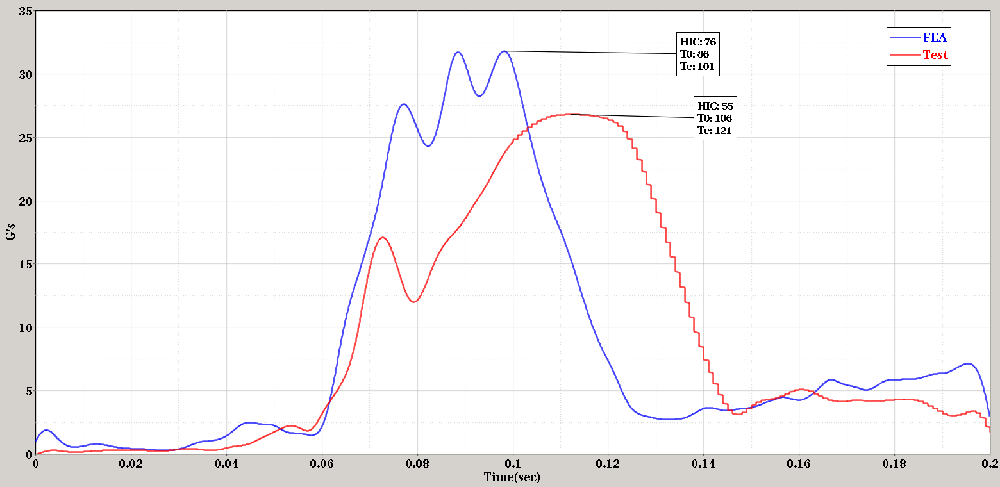 35
30
25
20
15
10
5
0
G's
0 0.02 0.04 0.06 0.08 0.1 0.12 0.14 0.16 0.18 0.2
Time(sec)
HIC: 76
T0: 86
Te: 101
HIC: 55
T0: 106
Te: 121
FEA
Test